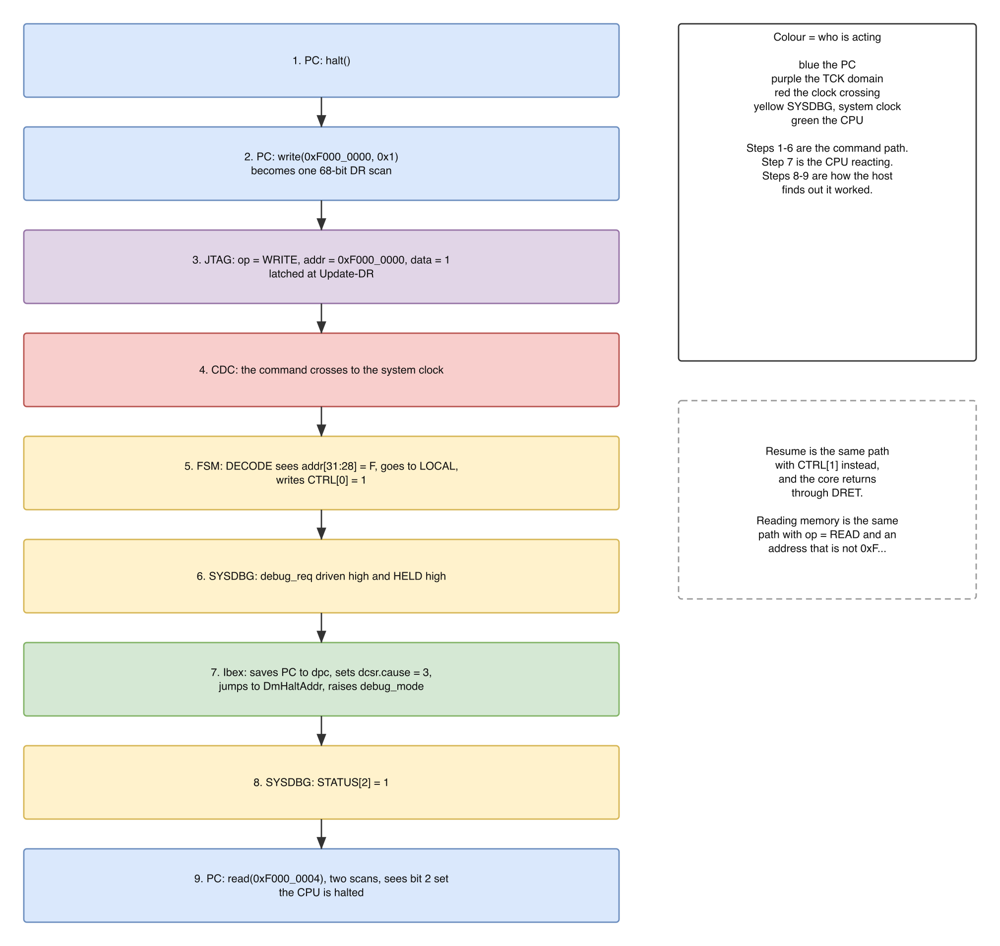 1. PC: halt()
2. PC: write(0xF000_0000, 0x1)
becomes one 68-bit DR scan
3. JTAG: op = WRITE, addr = 0xF000_0000, data = 1
latched at Update-DR
4. CDC: the command crosses to the system clock
5. FSM: DECODE sees addr[31:28] = F, goes to LOCAL,
writes CTRL[0] = 1
6. SYSDBG: debug_req driven high and HELD high
7. Ibex: saves PC to dpc, sets dcsr.cause = 3,
jumps to DmHaltAddr, raises debug_mode
8. SYSDBG: STATUS[2] = 1
9. PC: read(0xF000_0004), two scans, sees bit 2 set
the CPU is halted
Colour = who is acting
blue the PC
purple the TCK domain
red the clock crossing
yellow SYSDBG, system clock
green the CPU
Steps 1-6 are the command path.
Step 7 is the CPU reacting.
Steps 8-9 are how the host
finds out it worked.
Resume is the same path
with CTRL[1] instead,
and the core returns
through DRET.
Reading memory is the same
path with op = READ and an
address that is not 0xF...